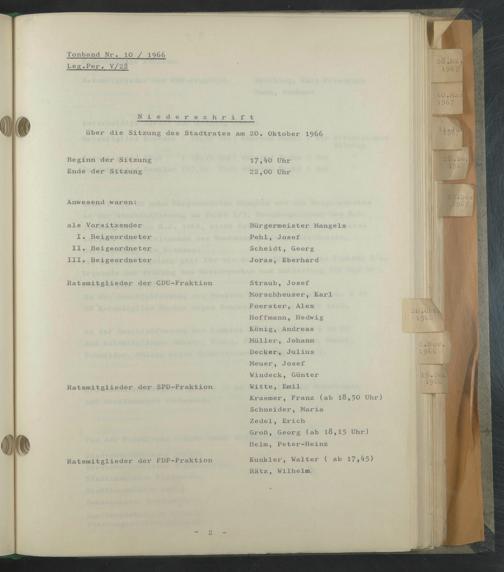 Tonband Nr. 10 / 1966
Leg.Per. V/28
N i e d e r s c h r i f t
über die Sitzung des Stadtrates am 20. Oktober 1966
Beginn der Sitzung 17,40 Uhr
Ende der Sitzung 22,00 Uhr
Anwesend waren:
als Vorsitzender Bürgermeister Hangels
I. Beigeordneter Pehl, Josef
II. Beigeordneter Scheidt, Georg
III. Beigeordneter Joras, Eberhard
Ratsmitglieder der CDU-Fraktion Straub, Josef
Morschheuser, Karl
Foerster, Alex
Hoffmann, Hedwig
König, Andreas
Müller, Johann
Decker, Julius
Meuer, Josef
Windeck, Günter
Ratsmitglieder der SPD-Fraktion Witte, Emil
Kraemer, Franz (ab 18,50 Uhr)
Schneider, Maria
Zedel, Erich
Groß, Georg (ab 18,15 Uhr)
Helm, Peter-Heinz
Ratsmitglieder der FDP-Fraktion Kunkler, Walter ( ab 17,45)
Rätz, Wilhelm
- 2 -